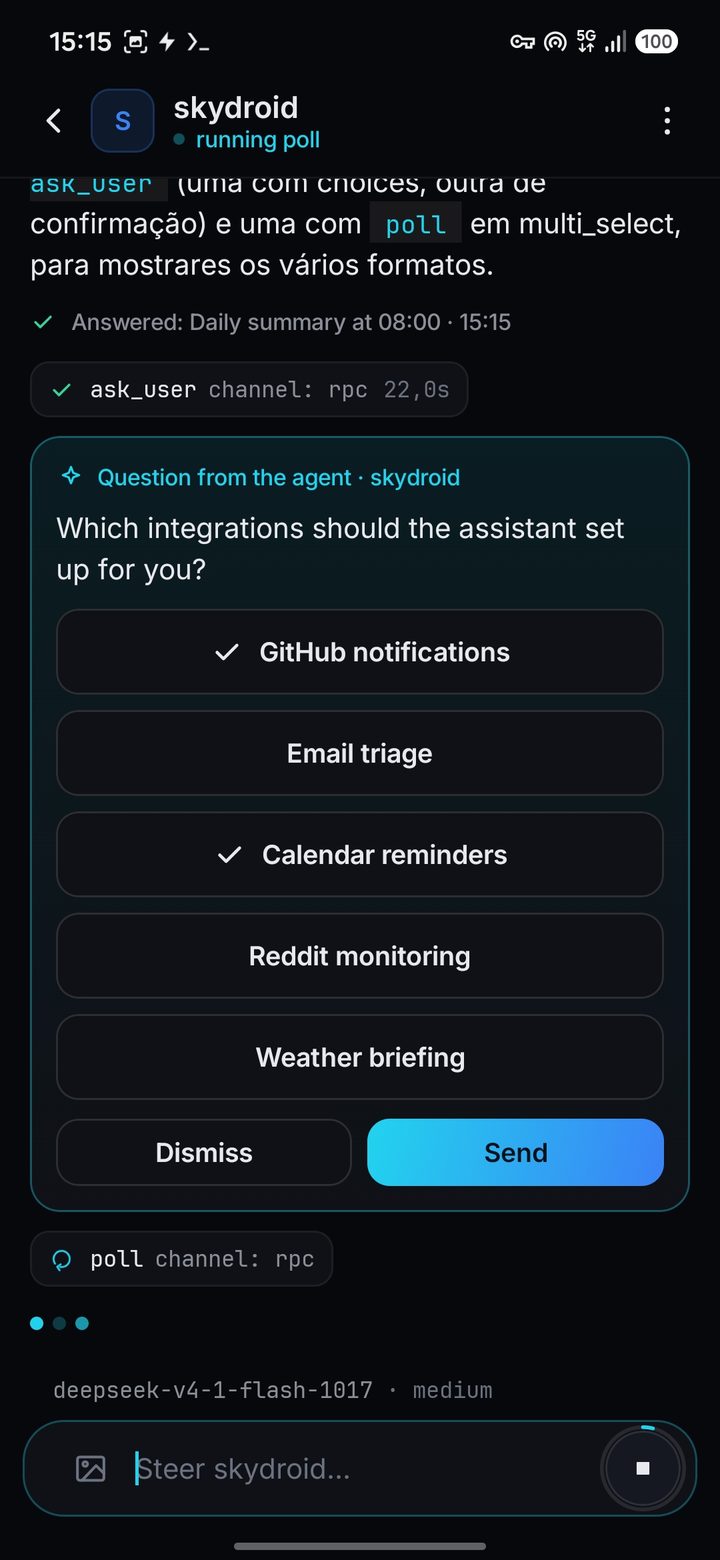 15:15
5G
100
S
skydroid
running poll
ask_user (uma com choices, outra de
confirmação) e uma com poll em multi_select,
para mostrares os vários formatos.
Answered: Daily summary at 08:00 · 15:15
ask_user channel: rpc 22,0s
Question from the agent · skydroid
Which integrations should the assistant set
up for you?
GitHub notifications
Email triage
Calendar reminders
Reddit monitoring
Weather briefing
Dismiss
Send
poll channel: rpc
deepseek-v4-1-flash-1017 · medium
Steer skydroid...